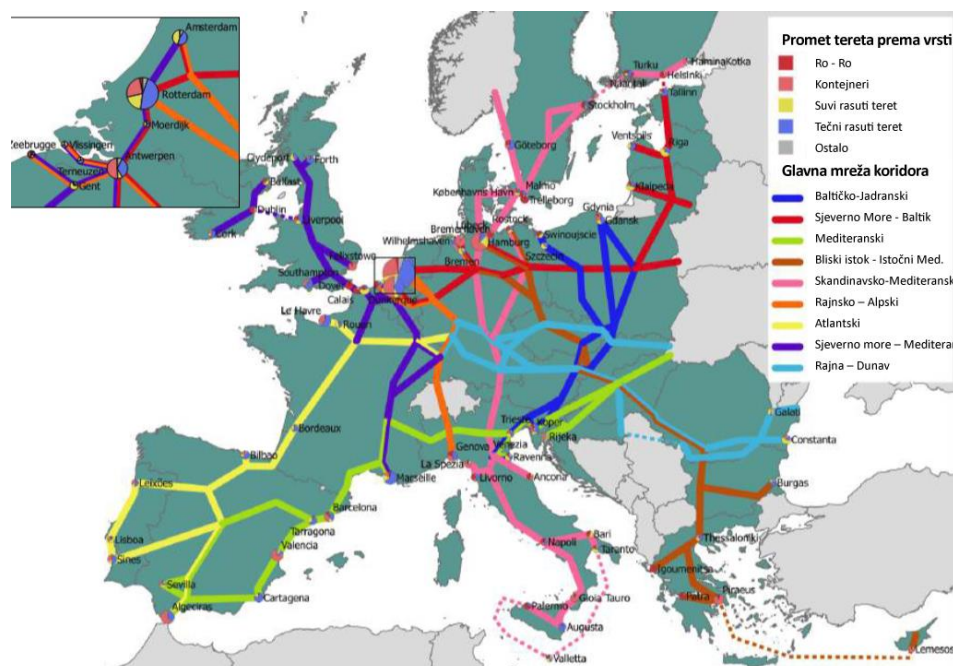 Promet tereta prema vrsti
Ro - Ro
Kontejneri
Suvi rasuti teret
Tečni rasuti teret
Ostalo
Glavna mreža koridora
Baltičko-Jadranski
Sjeverno More - Baltik
Mediteranski
Bliski istok - Istočni Med.
Skandinavsko-Mediteransk
Rajnsko – Alpski
Atlantski
Sjeverno more – Mediteran
Rajna – Dunav
Amsterdam
Rotterdam
Moerdijk
Zeebrugge
Vlissingen
Terneuzen
Antwerpen
Gent
Turku
HaminaKotka
Naantali
Helsinki
Tallinn
Stockholm
Ventspils
Riga
Klaipeda
Göteborg
Københavns Havn
Malmo
Trelleborg
Gdynia
Gdansk
Rostock
Swinoujscie
Szczecin
Bremerhaven
Wilhelmshaven
Hamburg
Bremen
Clydeport
Forth
Belfast
Dublin
Liverpool
Cork
Felixstowe
Southampton
Dover
Calais
Dunkerque
Le Havre
Rouen
Bordeaux
Bilbao
Leixões
Lisboa
Sines
Sevilla
Algeciras
Cartagena
Valencia
Tarragona
Barcelona
Marseille
Genova
La Spezia
Livorno
Trieste
Koper
Venezia
Rijeka
Ravenna
Ancona
Napoli
Bari
Taranto
Gioia Tauro
Palermo
Augusta
Valletta
Galati
Constanta
Burgas
Thessaloniki
Igoumenitsa
Patra
Piraeus
Lemesos